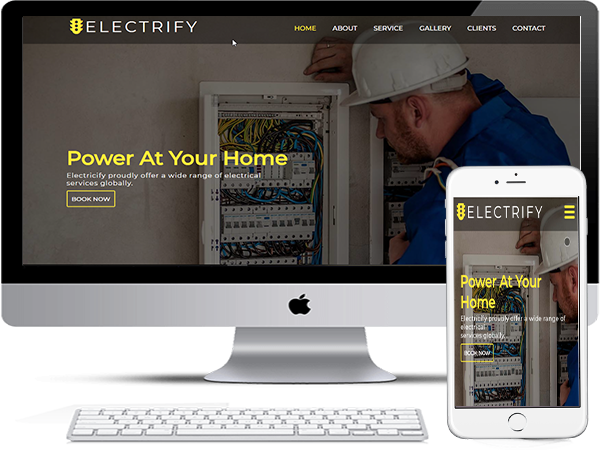 ELECTRIFY
HOME ABOUT SERVICE GALLERY CLIENTS CONTACT
Power At Your Home
Electricify proudly offer a wide range of electrical
services globally.
BOOK NOW
ELECTRIFY
Power At Your
Home
Electricify proudly offer a wide range of
electrical
services globally.
BOOK NOW